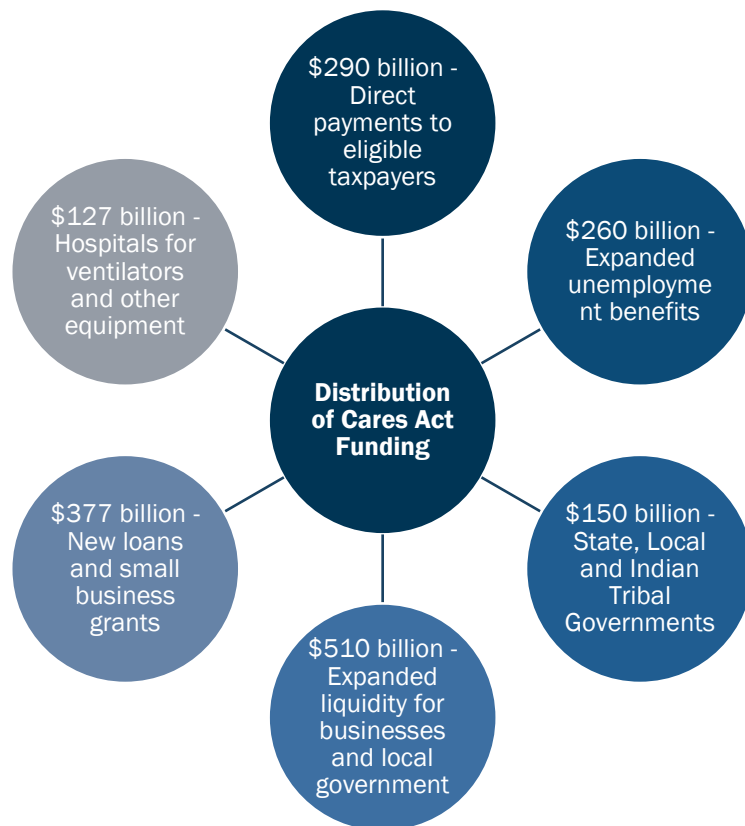 $290 billion -
Direct
payments to
eligible
taxpayers
$127 billion -
Hospitals for
ventilators
and other
equipment
$260 billion -
Expanded
unemployme
nt benefits
Distribution
of Cares Act
Funding
$377 billion -
New loans
and small
business
grants
$150 billion -
State, Local
and Indian
Tribal
Governments
$510 billion -
Expanded
liquidity for
businesses
and local
government